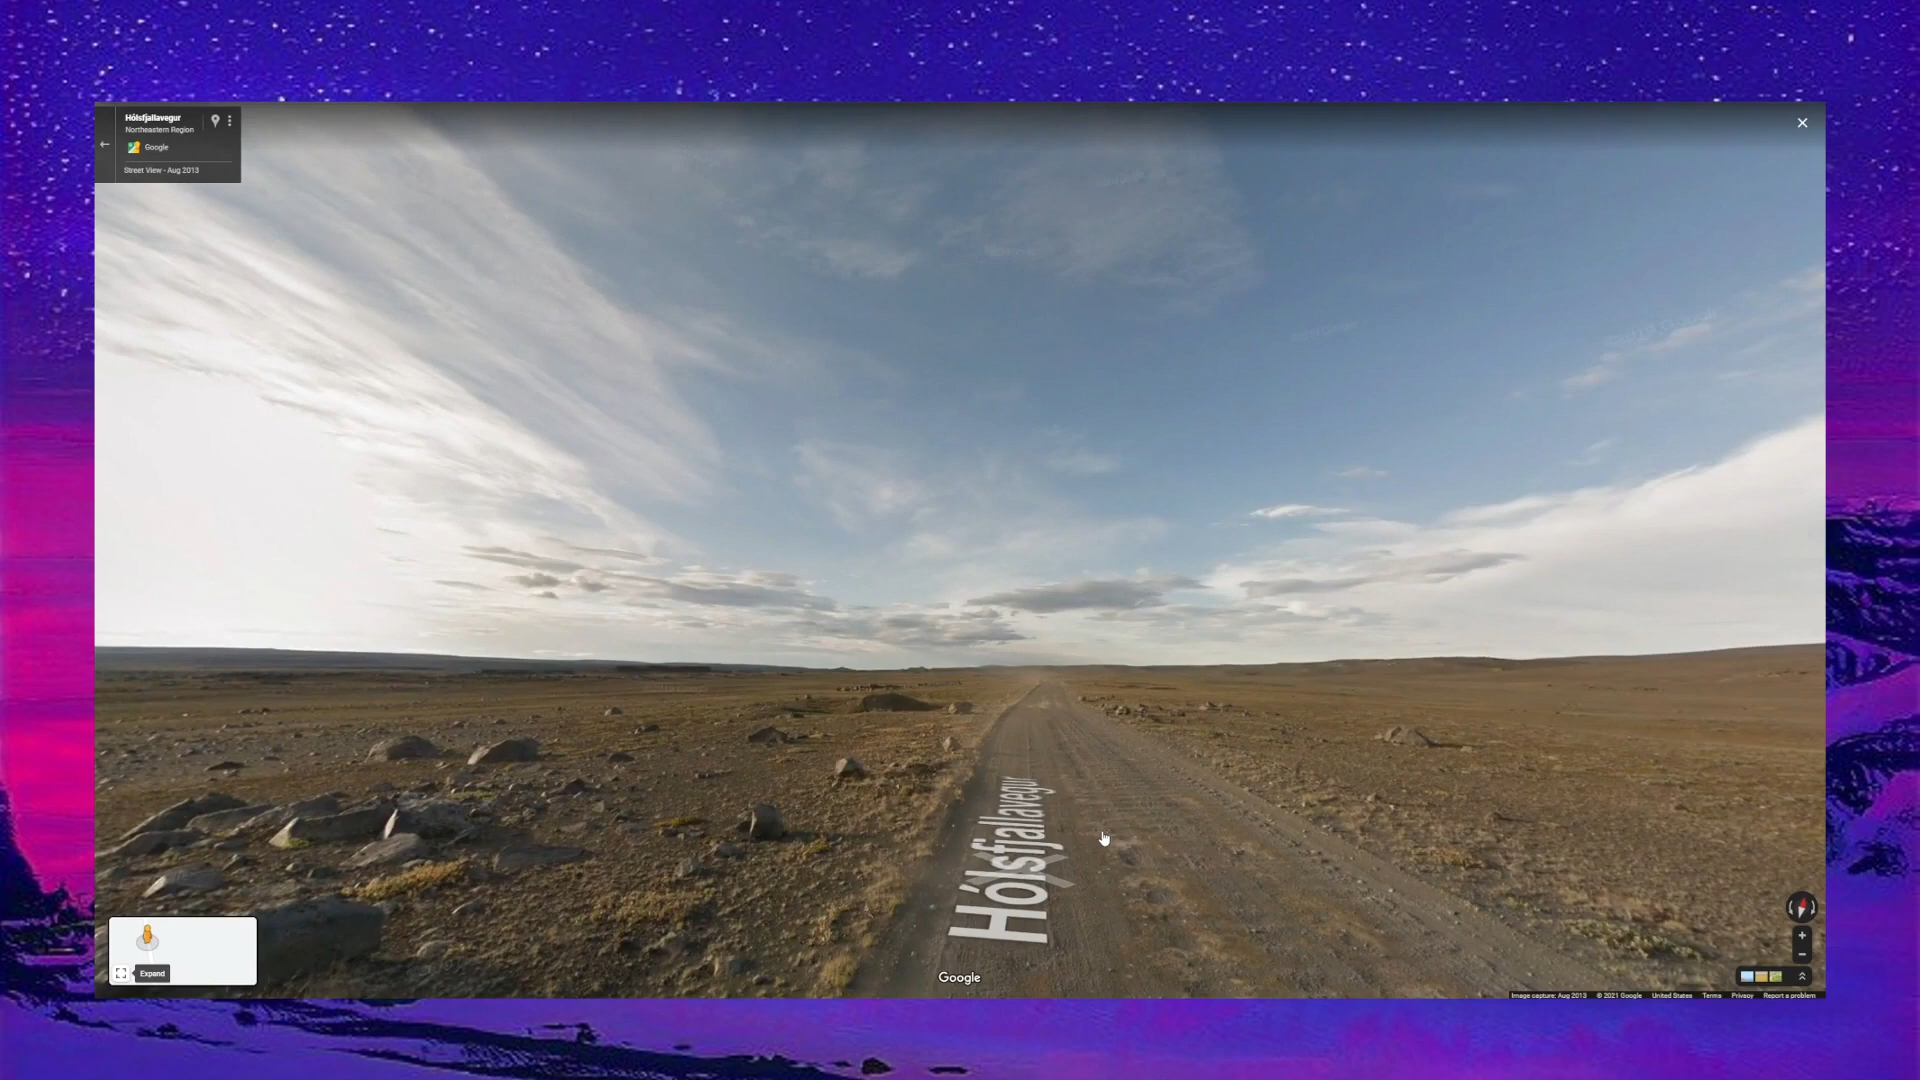 Hólsfjallavegur
Northeastern Region
Google
Street View - Aug 2013
Hólsfjallavegur
Expand
Google
Image capture: Aug 2013 © 2021 Google United States Terms Privacy Report a problem